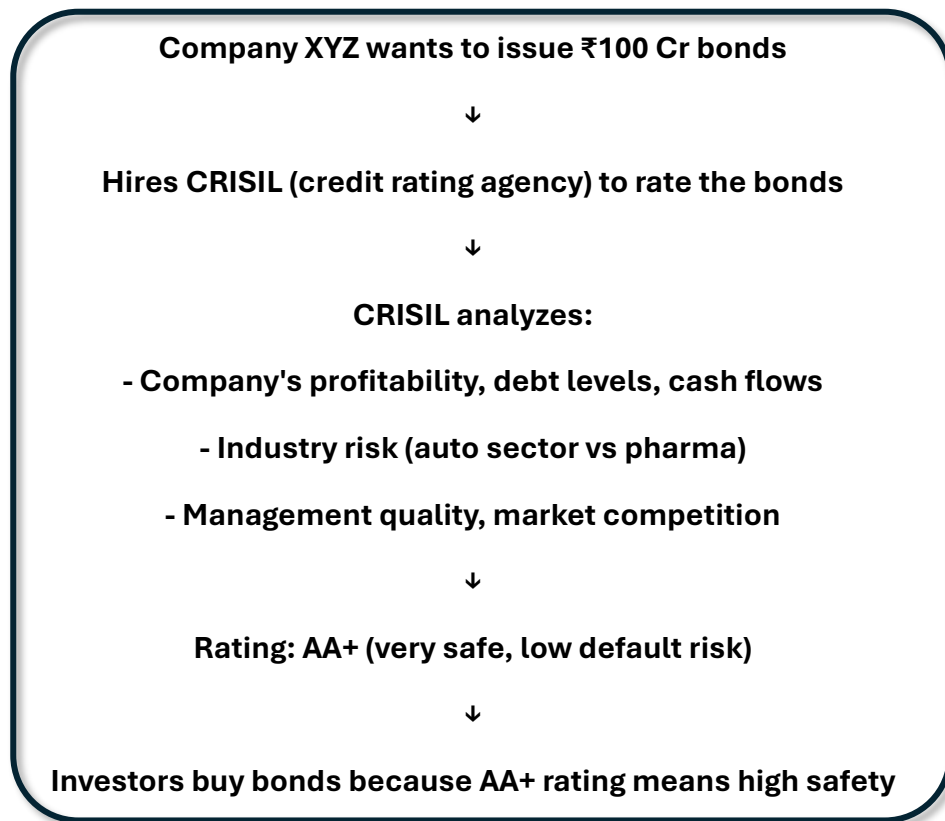 Company XYZ wants to issue ₹100 Cr bonds
↓
Hires CRISIL (credit rating agency) to rate the bonds
↓
CRISIL analyzes:
- Company's profitability, debt levels, cash flows
- Industry risk (auto sector vs pharma)
- Management quality, market competition
↓
Rating: AA+ (very safe, low default risk)
↓
Investors buy bonds because AA+ rating means high safety